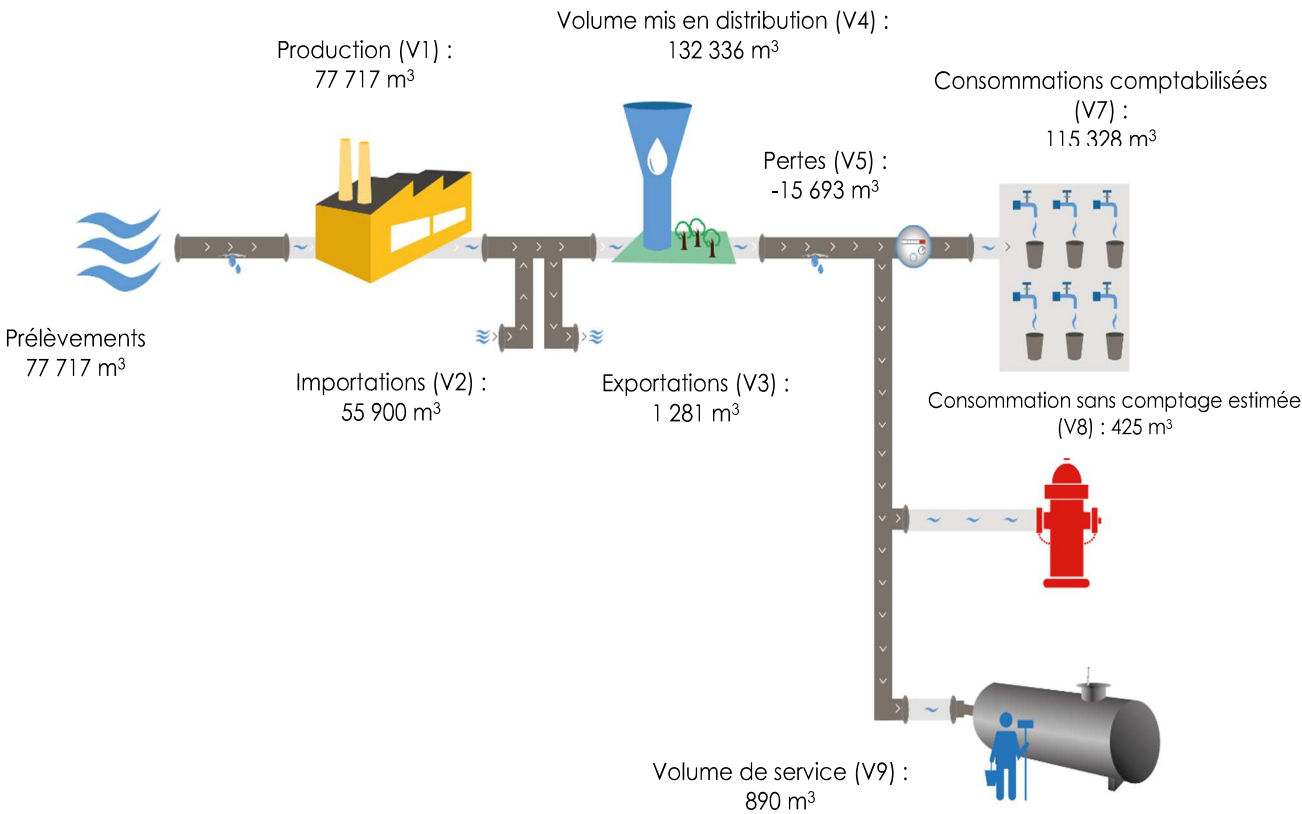 Volume mis en distribution (V4) :
132 336 m³
Production (V1) :
77 717 m³
Consommations comptabilisées
(V7) :
115 328 m³
Pertes (V5) :
-15 693 m³
Prélèvements
77 717 m³
Importations (V2) :
55 900 m³
Exportations (V3) :
1 281 m³
Consommation sans comptage estimée
(V8) : 425 m³
Volume de service (V9) :
890 m³